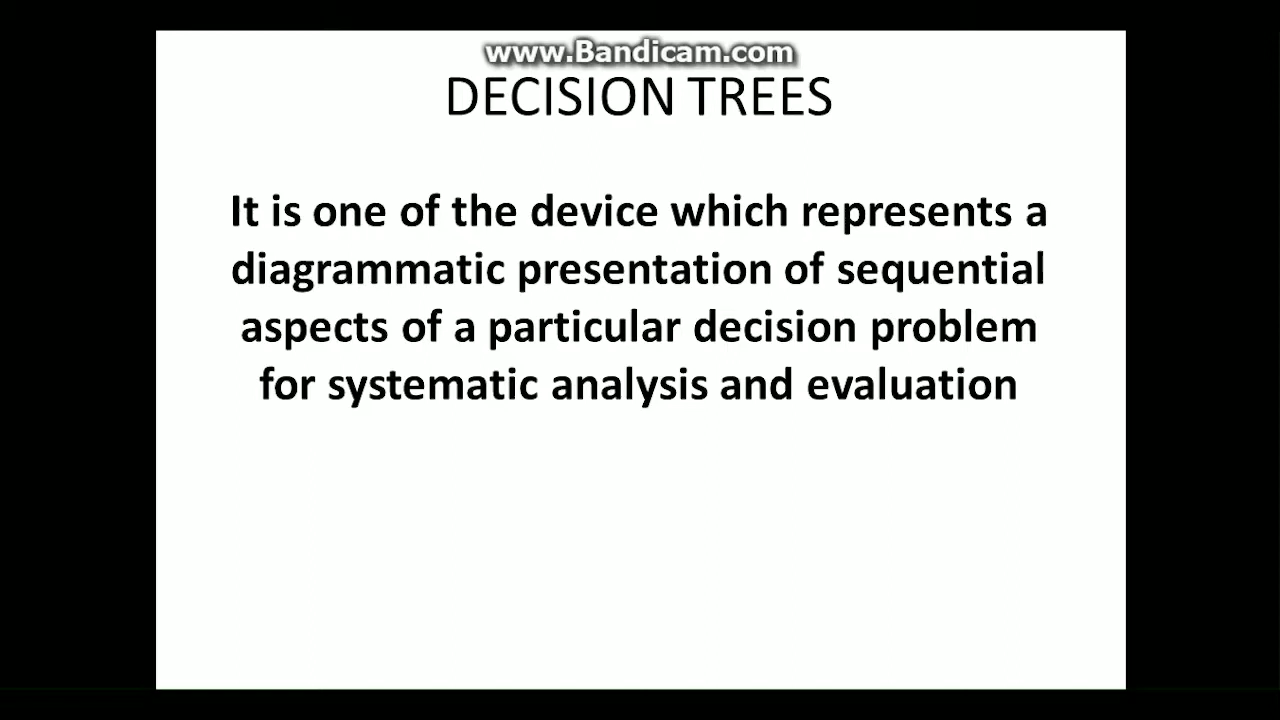 www.Bandicam.com
DECISION TREES
It is one of the device which represents a
diagrammatic presentation of sequential
aspects of a particular decision problem
for systematic analysis and evaluation